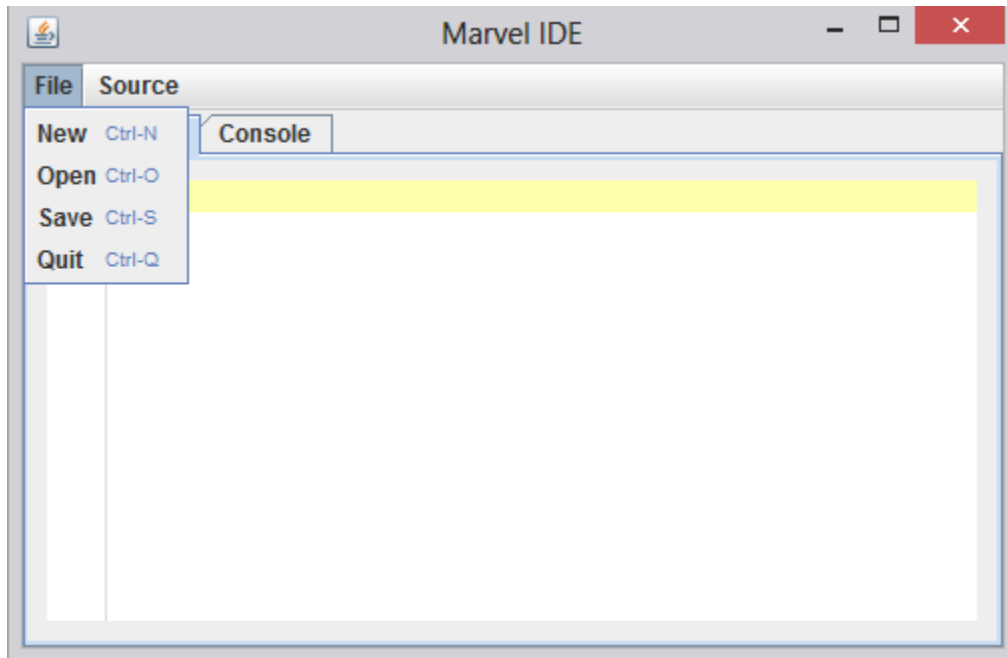 Marvel IDE
File Source
New Ctrl-N
Console
Open Ctrl-O
Save Ctrl-S
Quit Ctrl-Q